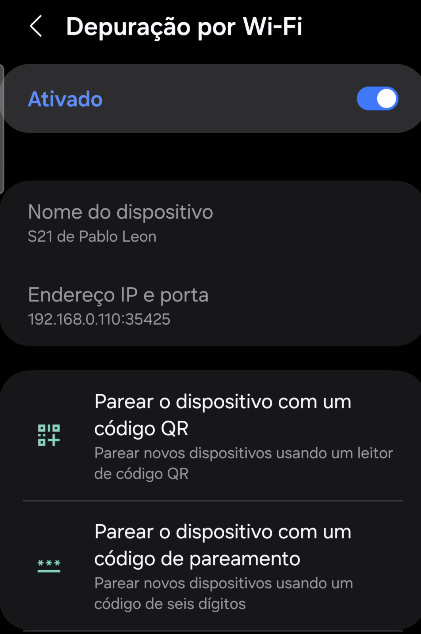 Depuração por Wi-Fi
Ativado
Nome do dispositivo
S21 de Pablo Leon
Endereço IP e porta
192.168.0.110:35425
Parear o dispositivo com um
código QR
Parear novos dispositivos usando um leitor
de código QR
Parear o dispositivo com um
código de pareamento
Parear novos dispositivos usando um
código de seis dígitos